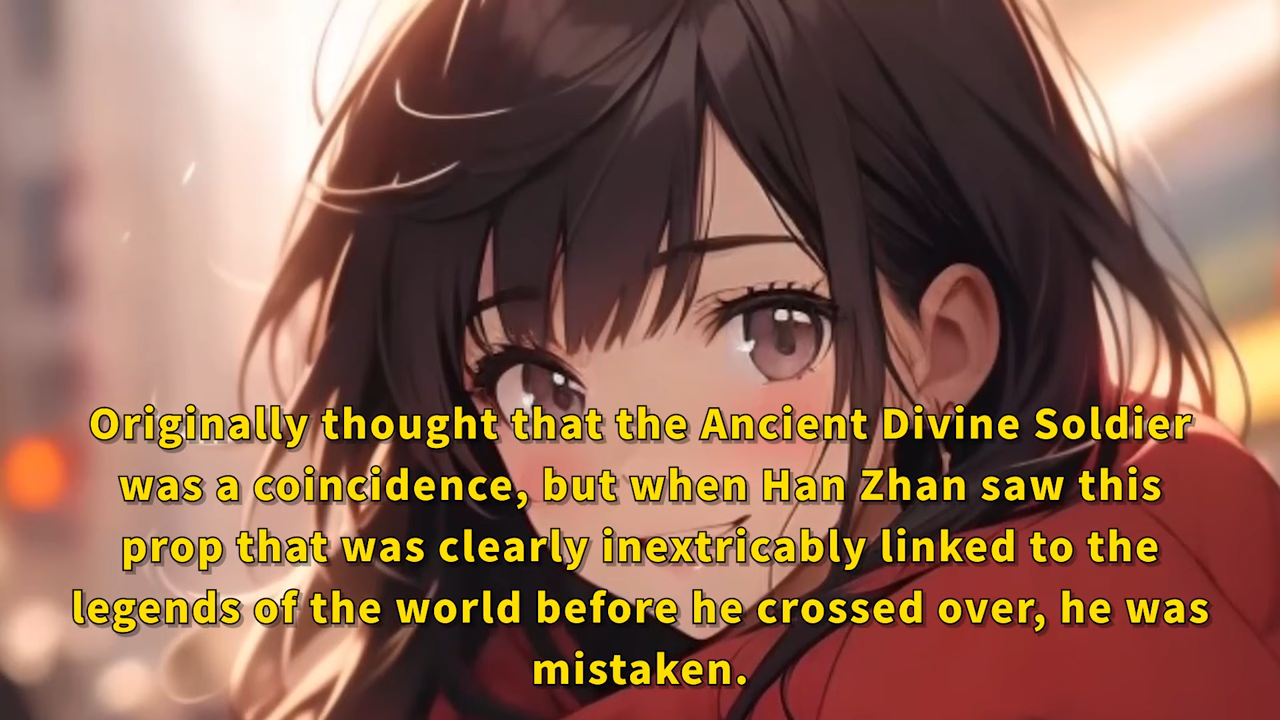 Originally thought that the Ancient Divine Soldier
was a coincidence, but when Han Zhan saw this
prop that was clearly inextricably linked to the
legends of the world before he crossed over, he was
mistaken.